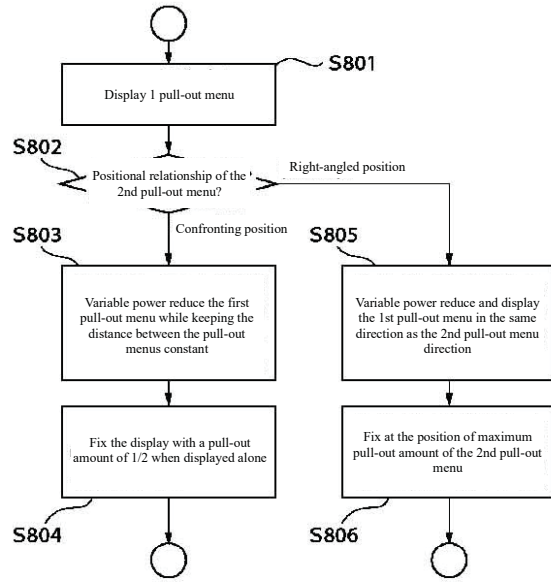 S801
Display 1 pull-out menu
S802
Positional relationship of the
2nd pull-out menu?
Right-angled position
Confronting position
S803
Variable power reduce the first
pull-out menu while keeping the
distance between the pull-out
menus constant
S805
Variable power reduce and display
the 1st pull-out menu in the same
direction as the 2nd pull-out menu
direction
Fix the display with a pull-out
amount of 1/2 when displayed alone
S804
Fix at the position of maximum
pull-out amount of the 2nd pull-out
menu
S806